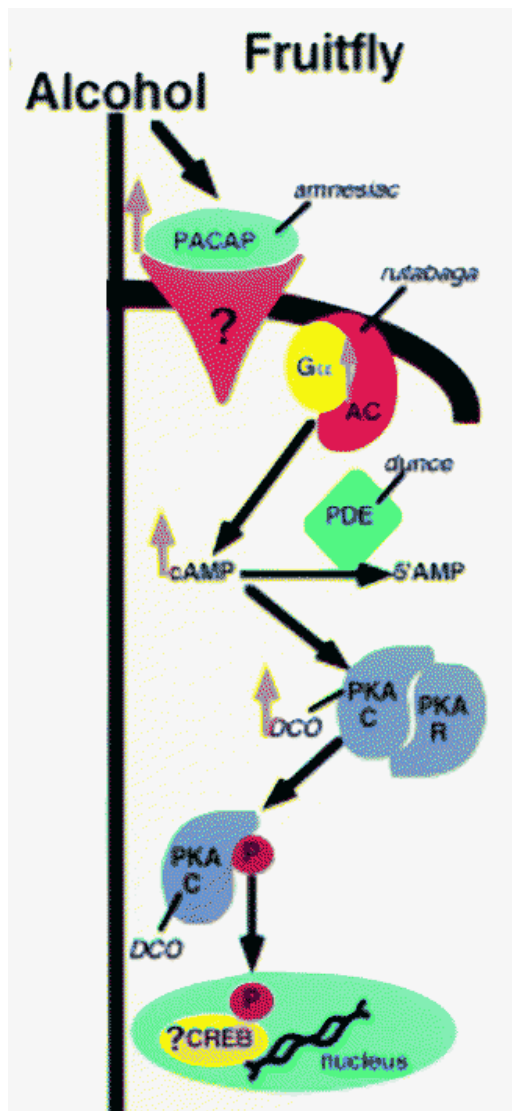 Fruitfly
Alcohol
amnesiac
PACAP
rutabaga
?
Gα
AC
dunce
PDE
cAMP
5'AMP
PKA
C
PKA
R
DCO
PKA
C
P
DCO
P
?CREB
nucleus